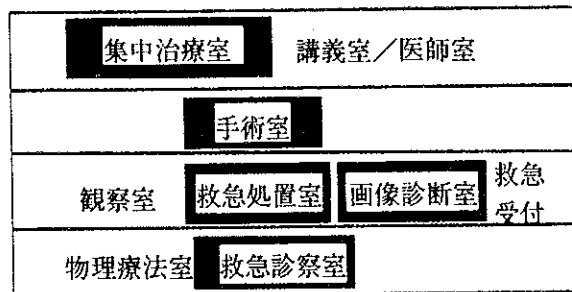 集中治療室 講義室／医師室
手術室
観察室 救急処置室 画像診断室 救急
受付
物理療法室 救急診察室